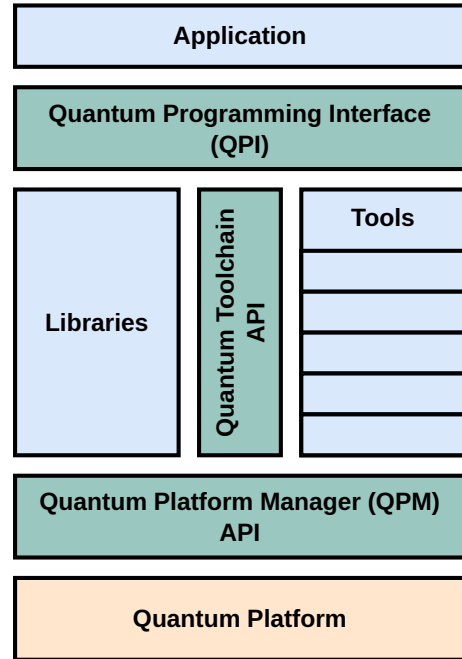 Application
Quantum Programming Interface
(QPI)
Libraries
Quantum Toolchain
API
Tools
Quantum Platform Manager (QPM)
API
Quantum Platform